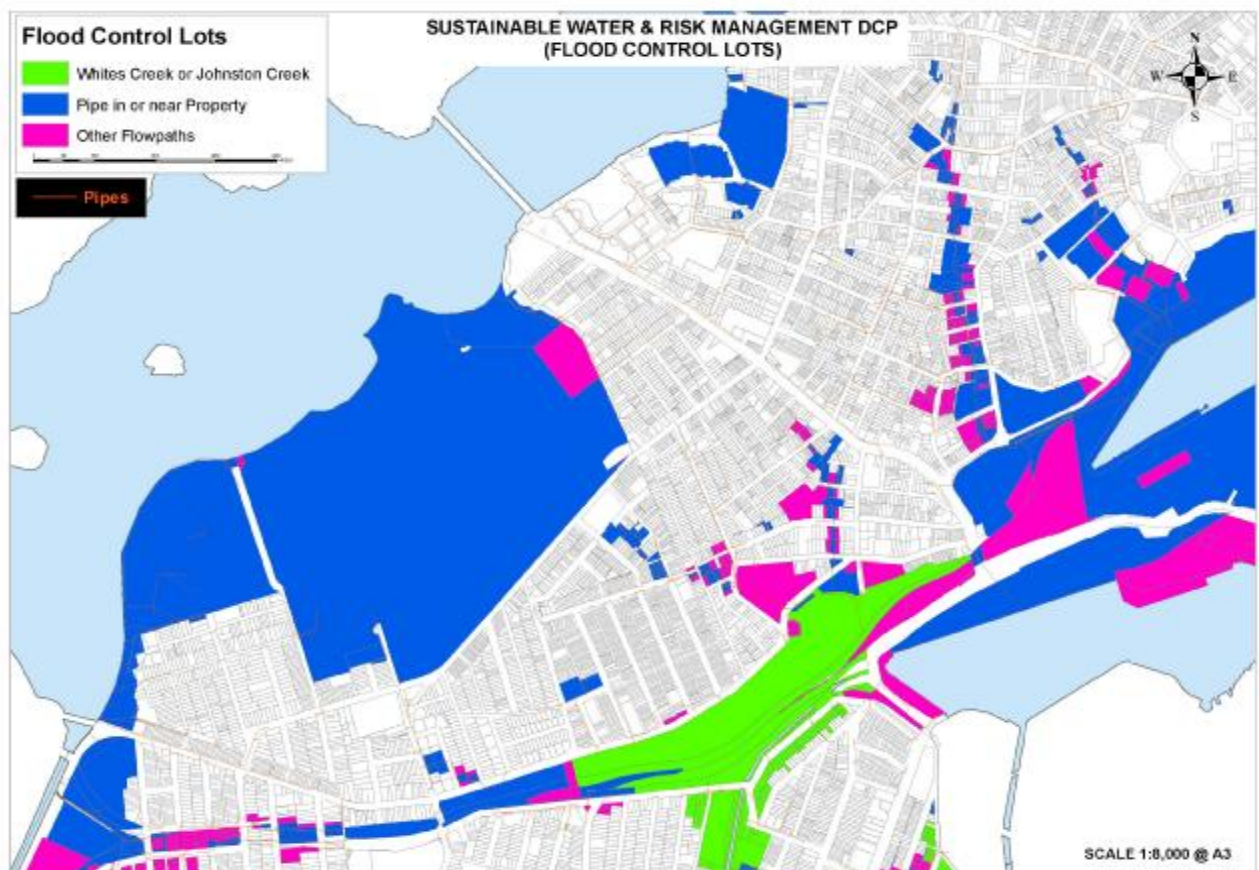 Flood Control Lots
Whites Creek or Johnston Creek
Pipe in or near Property
Other Flowpaths
Pipes
SUSTAINABLE WATER & RISK MANAGEMENT DCP
(FLOOD CONTROL LOTS)
N
W E
S
SCALE 1:8,000 @ A3